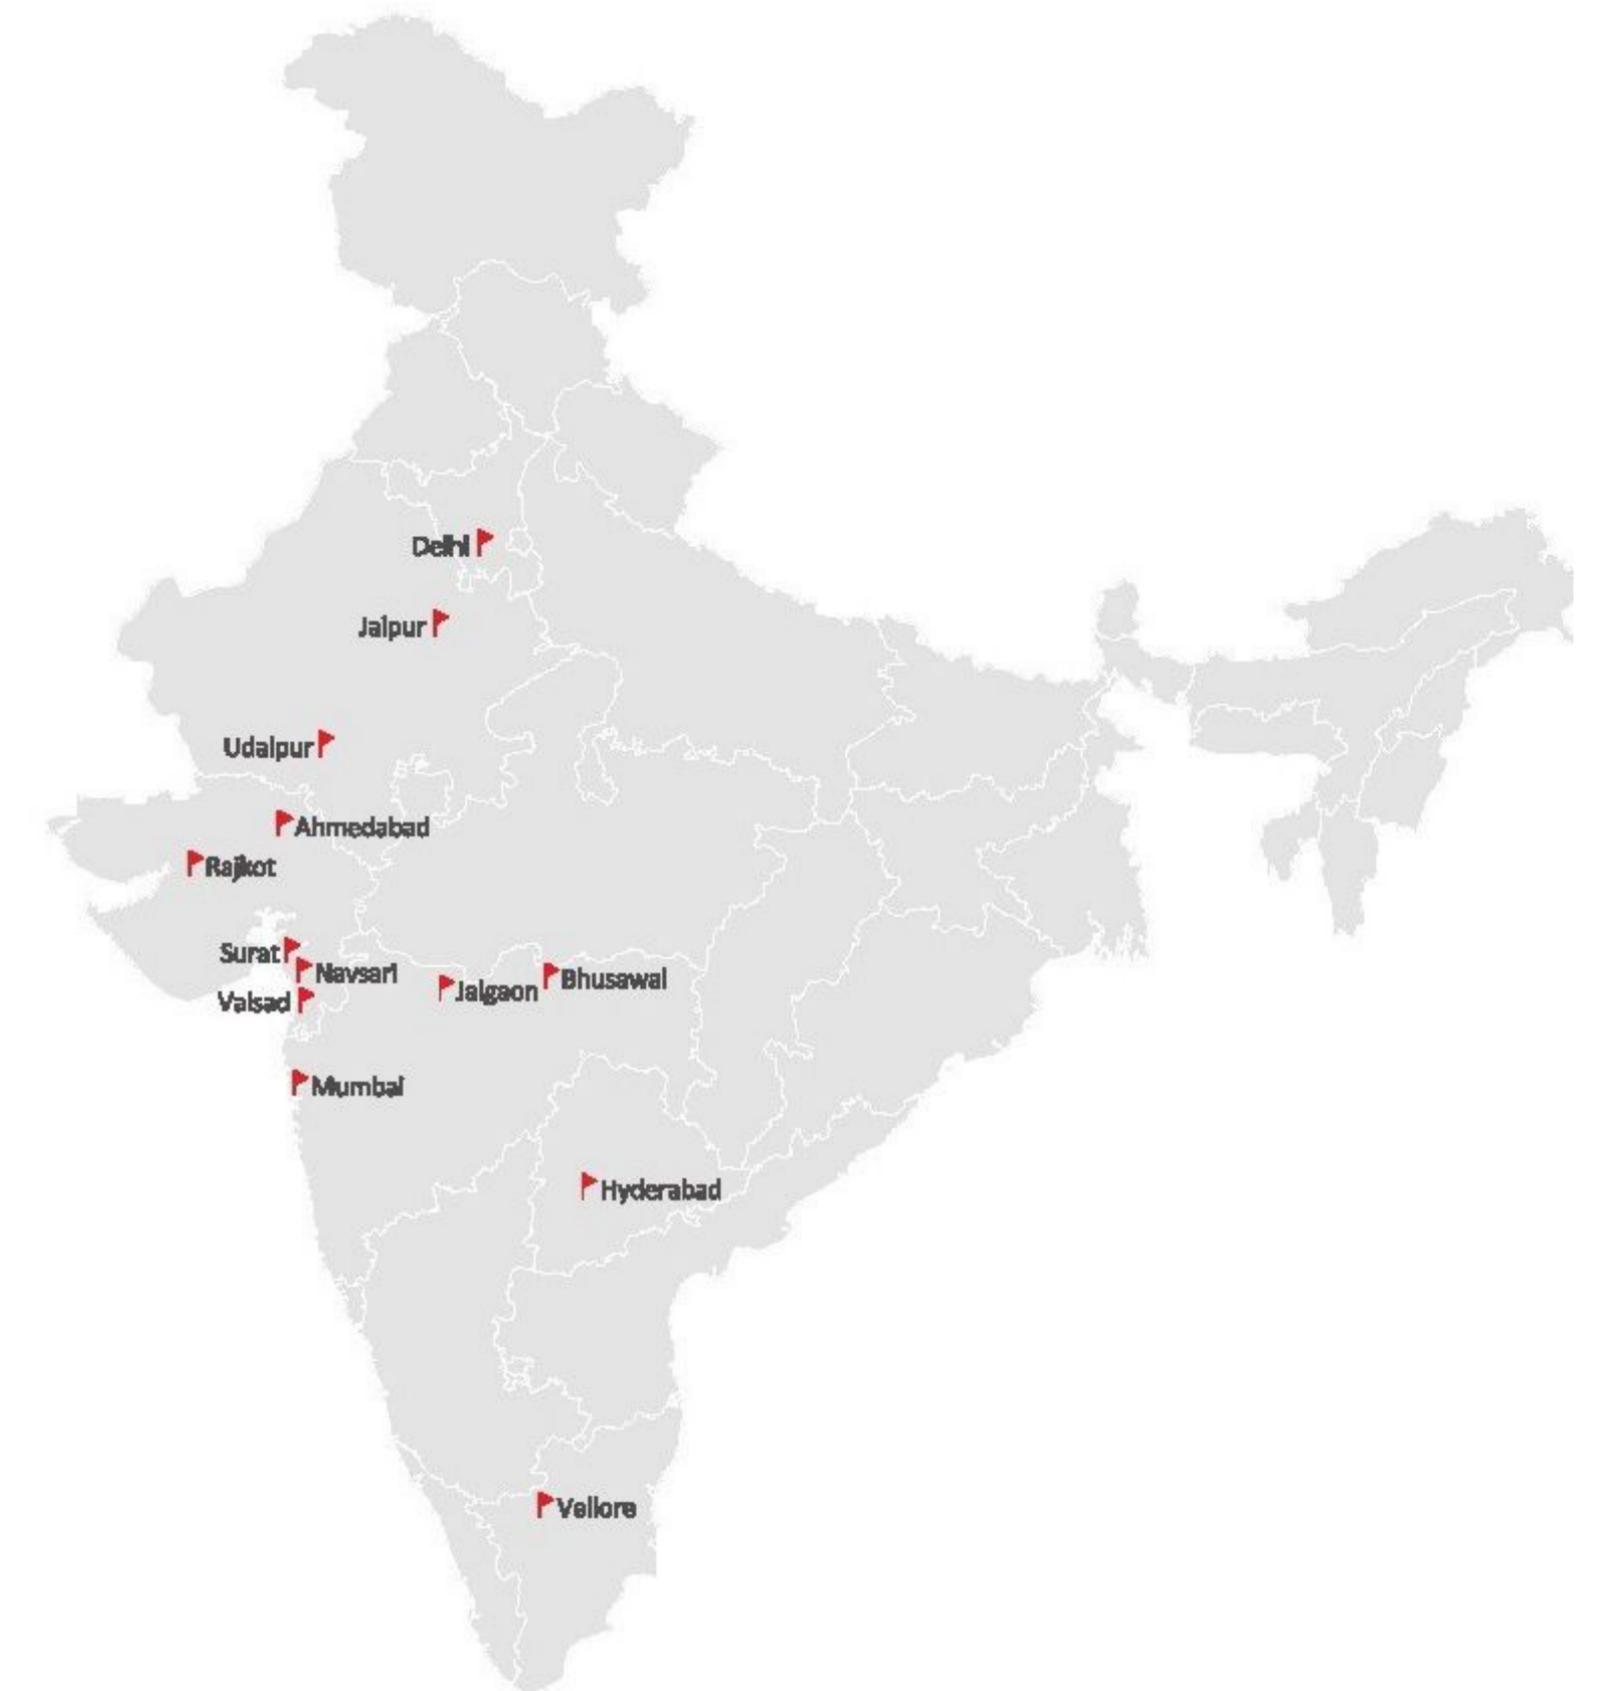 Delhi
Jaipur
Udaipur
Ahmedabad
Rajkot
Surat
Navsari
Valsad
Jalgaon
Bhusawal
Mumbai
Hyderabad
Vellore